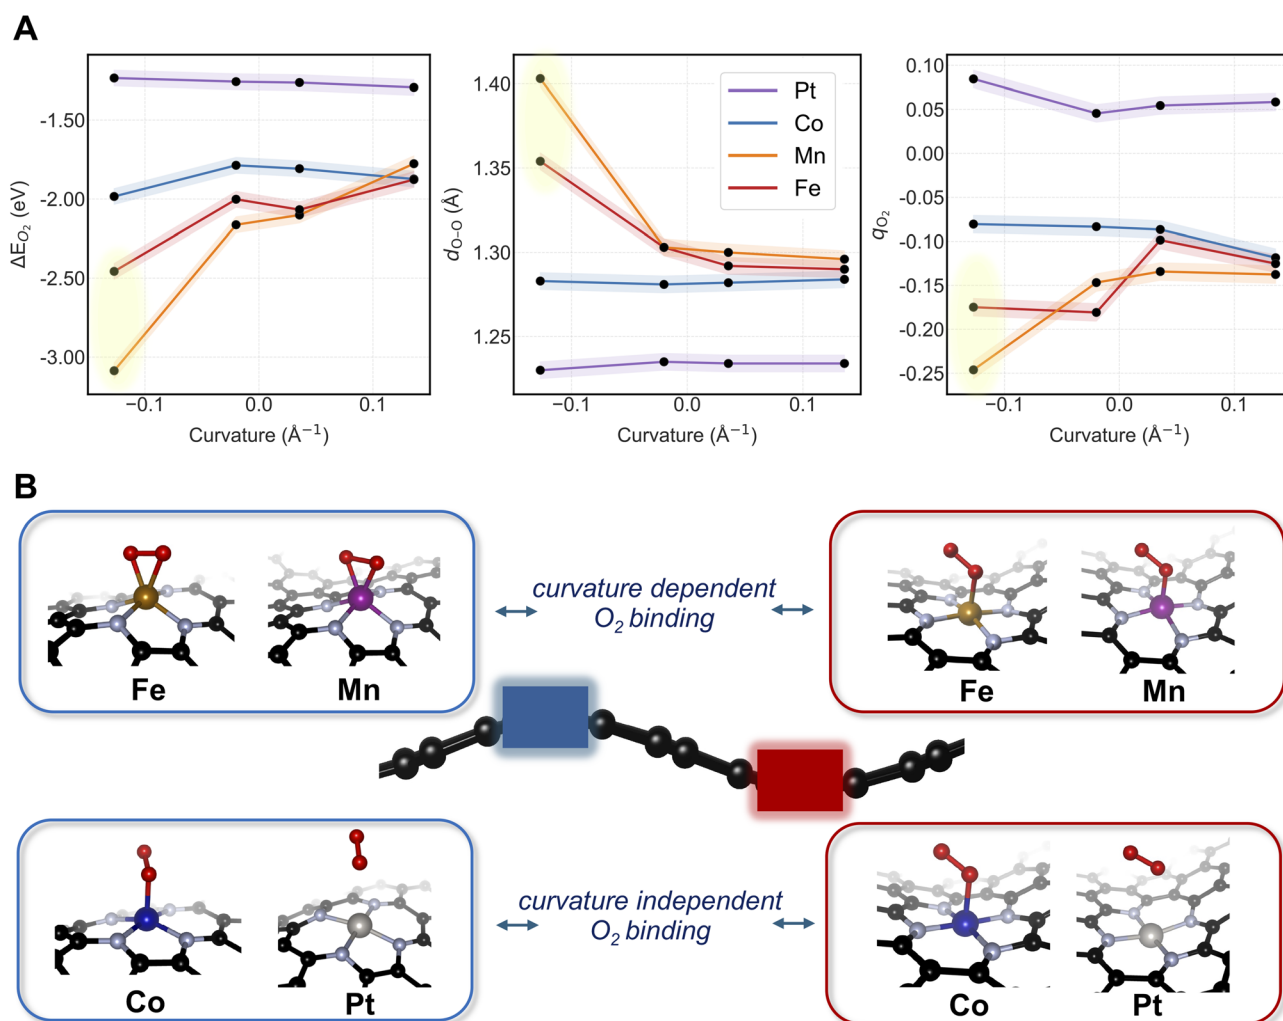 A
-1.50
-2.00
-2.50
-3.00
ΔE_O₂ (eV)
−0.1 0.0 0.1
Curvature (Å⁻¹)
1.40
1.35
1.30
1.25
d_O–O (Å)
Pt
Co
Mn
Fe
−0.1 0.0 0.1
Curvature (Å⁻¹)
0.10
0.05
0.00
-0.05
-0.10
-0.15
-0.20
-0.25
q_O₂
−0.1 0.0 0.1
Curvature (Å⁻¹)
B
Fe Mn
curvature dependent
O₂ binding
Fe Mn
Co Pt
curvature independent
O₂ binding
Co Pt